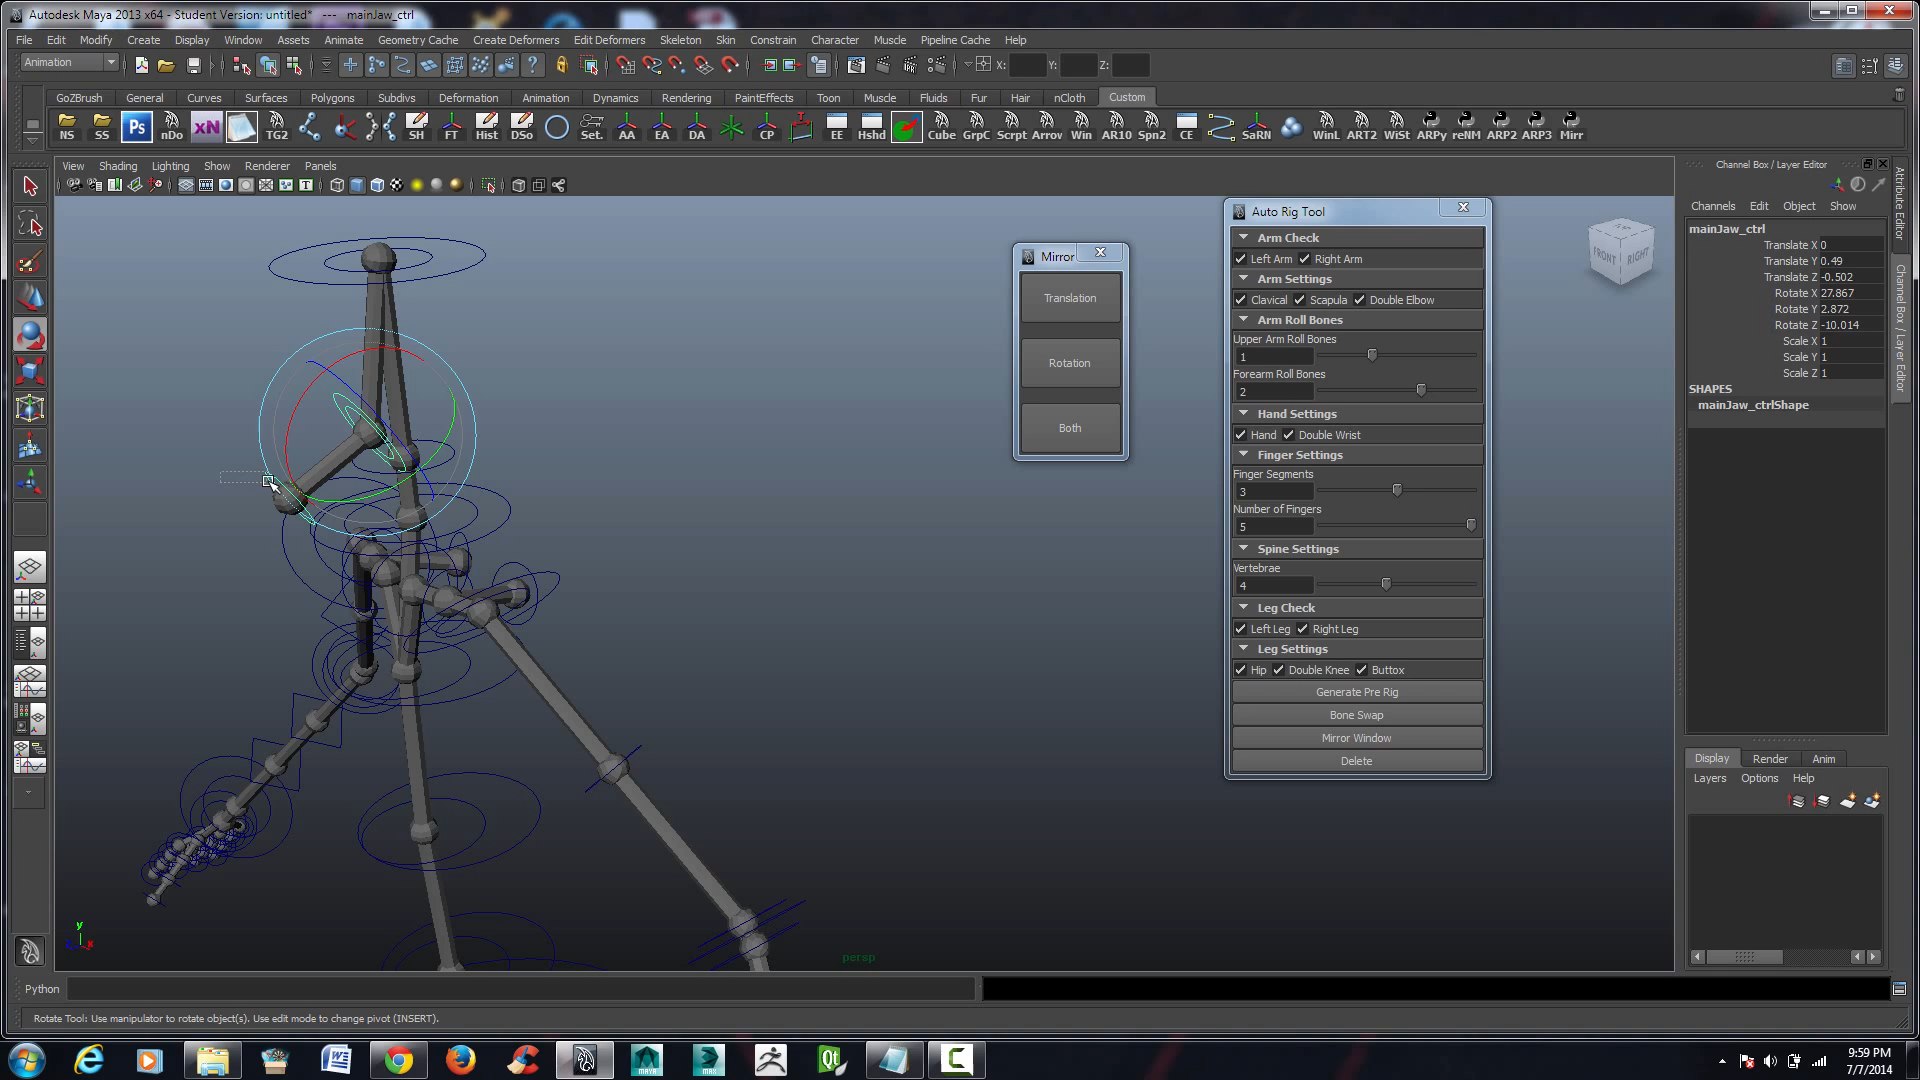 Autodesk Maya 2013 x64 - Student Version: untitled*   ---   mainJaw_ctrl
File Edit Modify Create Display Window Assets Animate Geometry Cache Create Deformers Edit Deformers Skeleton Skin Constrain Character Muscle Pipeline Cache Help
Animation X: Y: Z:
GoZBrush General Curves Surfaces Polygons Subdivs Deformation Animation Dynamics Rendering PaintEffects Toon Muscle Fluids Fur Hair nCloth Custom
NS SS Ps nDo xN TG2 SH FT Hist DSo Set. AA EA DA CP EE Hshd Cube GrpC Scrpt Arrow Win AR10 Spn2 CE SaRN WinL ART2 WiSt ARPy reNM ARP2 ARP3 Mirr
View Shading Lighting Show Renderer Panels
Mirror
Translation
Rotation
Both
Auto Rig Tool
Arm Check
Left Arm Right Arm
Arm Settings
Clavical Scapula Double Elbow
Arm Roll Bones
Upper Arm Roll Bones
1
Forearm Roll Bones
2
Hand Settings
Hand Double Wrist
Finger Settings
Finger Segments
3
Number of Fingers
5
Spine Settings
Vertebrae
4
Leg Check
Left Leg Right Leg
Leg Settings
Hip Double Knee Buttox
Generate Pre Rig
Bone Swap
Mirror Window
Delete
FRONT RIGHT
y
x
persp
Channel Box / Layer Editor
Channels Edit Object Show
mainJaw_ctrl
Translate X 0
Translate Y 0.49
Translate Z -0.502
Rotate X 27.867
Rotate Y 2.872
Rotate Z -10.014
Scale X 1
Scale Y 1
Scale Z 1
SHAPES
mainJaw_ctrlShape
Attribute Editor
Channel Box / Layer Editor
Display Render Anim
Layers Options Help
Python
Rotate Tool: Use manipulator to rotate object(s). Use edit mode to change pivot (INSERT).
9:59 PM
7/7/2014